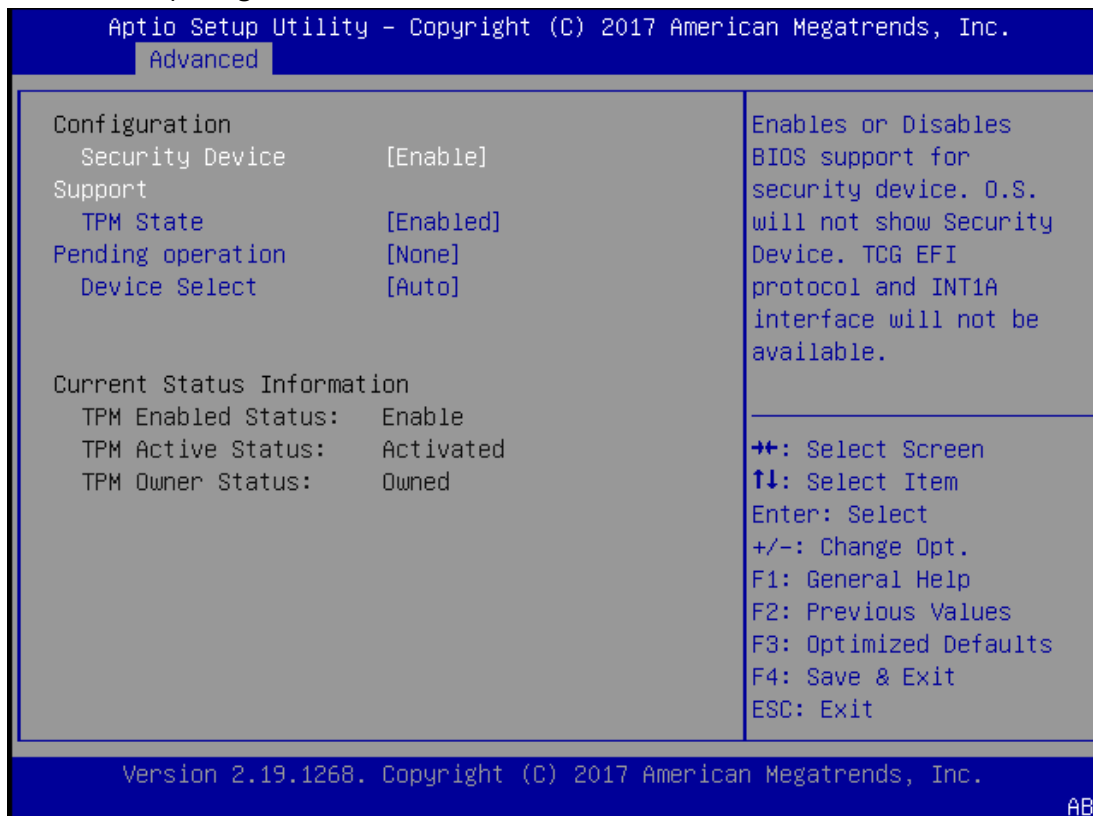 Aptio Setup Utility – Copyright (C) 2017 American Megatrends, Inc.
Advanced
Configuration
Security Device [Enable]
Support
TPM State [Enabled]
Pending operation [None]
Device Select [Auto]
Current Status Information
TPM Enabled Status: Enable
TPM Active Status: Activated
TPM Owner Status: Owned
Enables or Disables
BIOS support for
security device. O.S.
will not show Security
Device. TCG EFI
protocol and INT1A
interface will not be
available.
→←: Select Screen
↑↓: Select Item
Enter: Select
+/-: Change Opt.
F1: General Help
F2: Previous Values
F3: Optimized Defaults
F4: Save & Exit
ESC: Exit
Version 2.19.1268. Copyright (C) 2017 American Megatrends, Inc.
AB